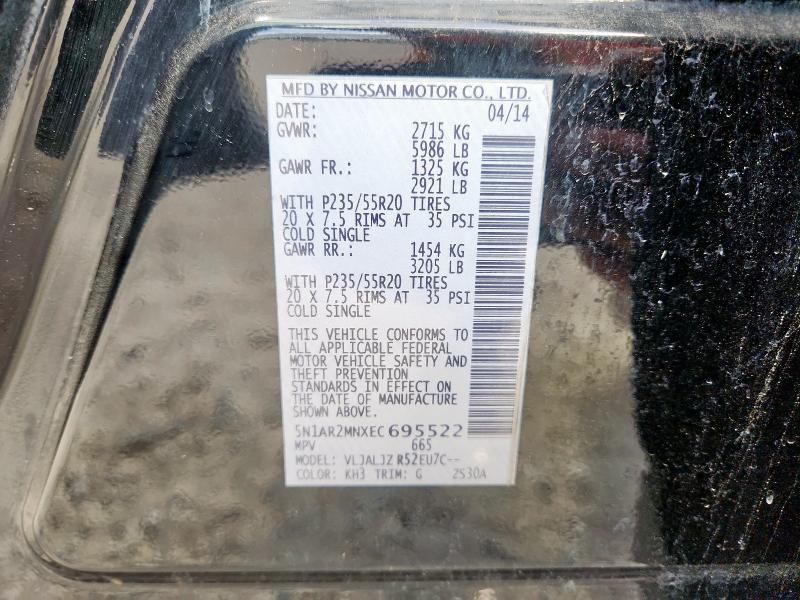 MFD BY NISSAN MOTOR CO., LTD.
DATE: 04/14
GVWR: 2715 KG
5986 LB
GAWR FR.: 1325 KG
2921 LB
WITH P235/55R20 TIRES
20 X 7.5 RIMS AT 35 PSI
COLD SINGLE
GAWR RR.: 1454 KG
3205 LB
WITH P235/55R20 TIRES
20 X 7.5 RIMS AT 35 PSI
COLD SINGLE
THIS VEHICLE CONFORMS TO
ALL APPLICABLE FEDERAL
MOTOR VEHICLE SAFETY AND
THEFT PREVENTION
STANDARDS IN EFFECT ON
THE DATE OF MANUFACTURE
SHOWN ABOVE.
5N1AR2MNXEC695522
MPV 665
MODEL: VLJALJZ R52EU7C--
COLOR: KH3 TRIM: G 2S30A